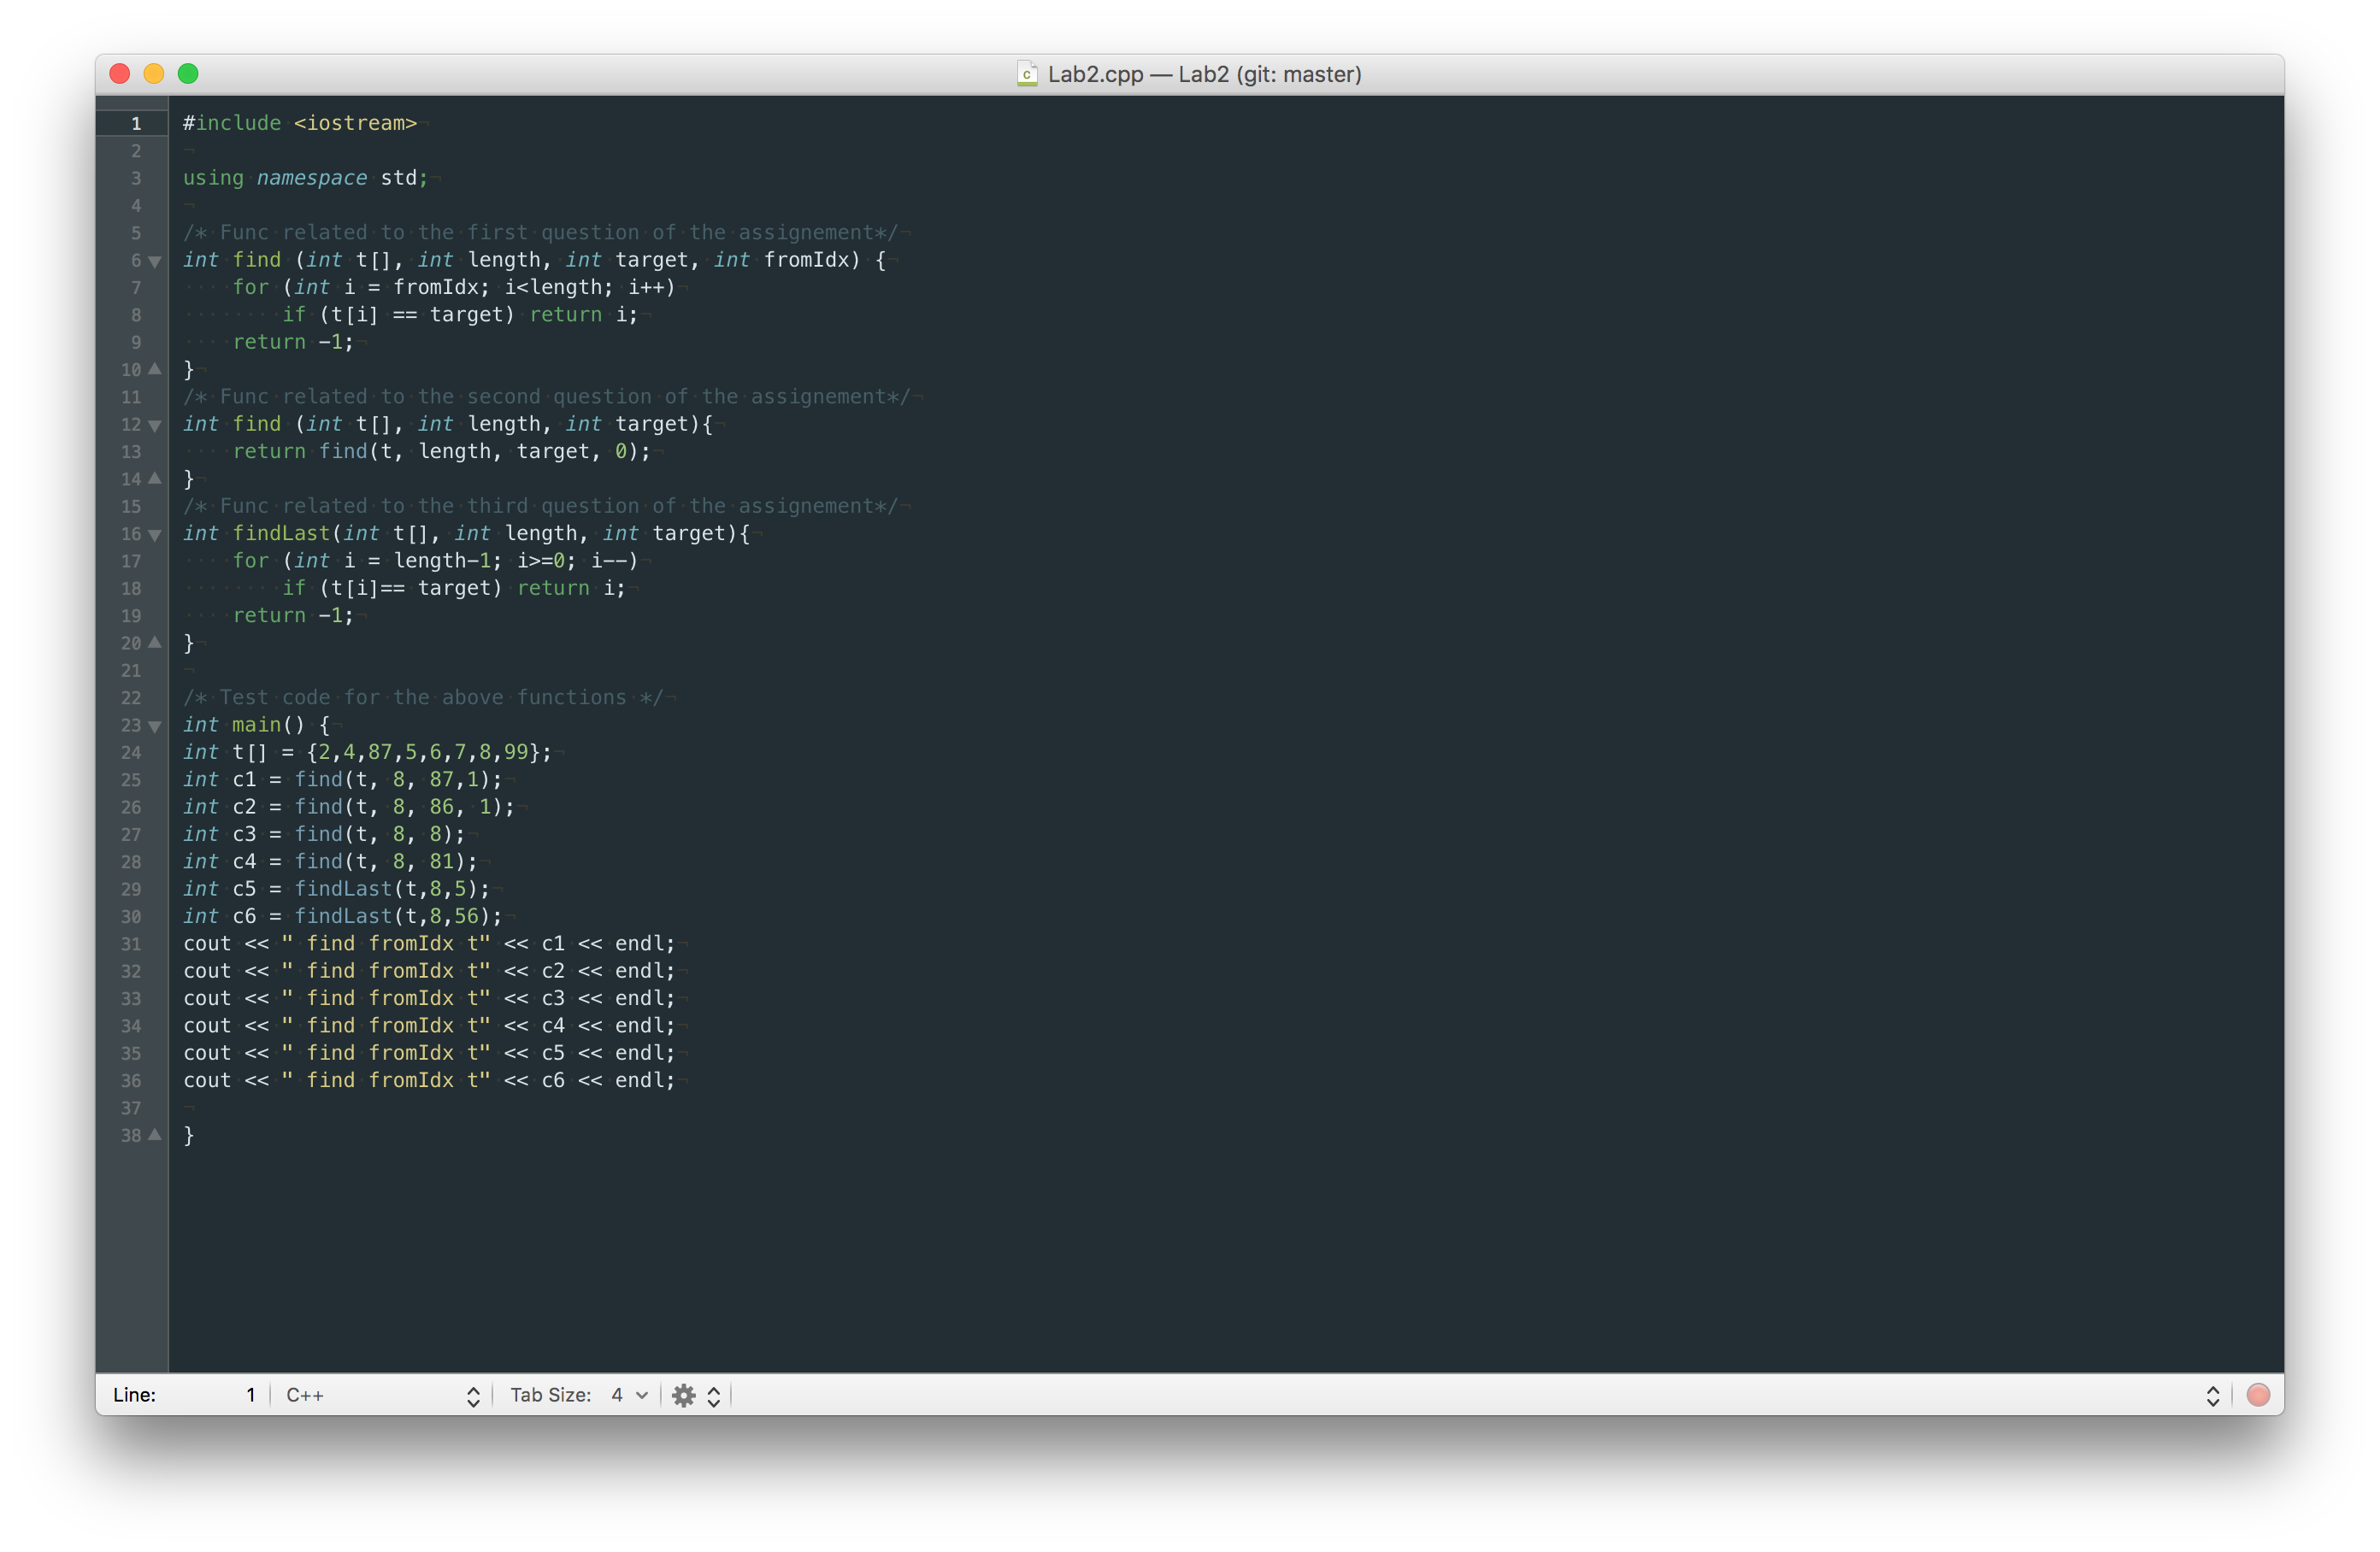 Lab2.cpp — Lab2 (git: master)
1 #include <iostream>
2
3 using namespace std;
4
5 /* Func related to the first question of the assignement*/
6 int find (int t[], int length, int target, int fromIdx) {
7     for (int i = fromIdx; i<length; i++)
8         if (t[i] == target) return i;
9     return -1;
10 }
11 /* Func related to the second question of the assignement*/
12 int find (int t[], int length, int target){
13     return find(t, length, target, 0);
14 }
15 /* Func related to the third question of the assignement*/
16 int findLast(int t[], int length, int target){
17     for (int i = length-1; i>=0; i--)
18         if (t[i]== target) return i;
19     return -1;
20 }
21
22 /* Test code for the above functions */
23 int main() {
24 int t[] = {2,4,87,5,6,7,8,99};
25 int c1 = find(t, 8, 87,1);
26 int c2 = find(t, 8, 86, 1);
27 int c3 = find(t, 8, 8);
28 int c4 = find(t, 8, 81);
29 int c5 = findLast(t,8,5);
30 int c6 = findLast(t,8,56);
31 cout << " find fromIdx t" << c1 << endl;
32 cout << " find fromIdx t" << c2 << endl;
33 cout << " find fromIdx t" << c3 << endl;
34 cout << " find fromIdx t" << c4 << endl;
35 cout << " find fromIdx t" << c5 << endl;
36 cout << " find fromIdx t" << c6 << endl;
37
38 }
Line: 1 C++ Tab Size: 4